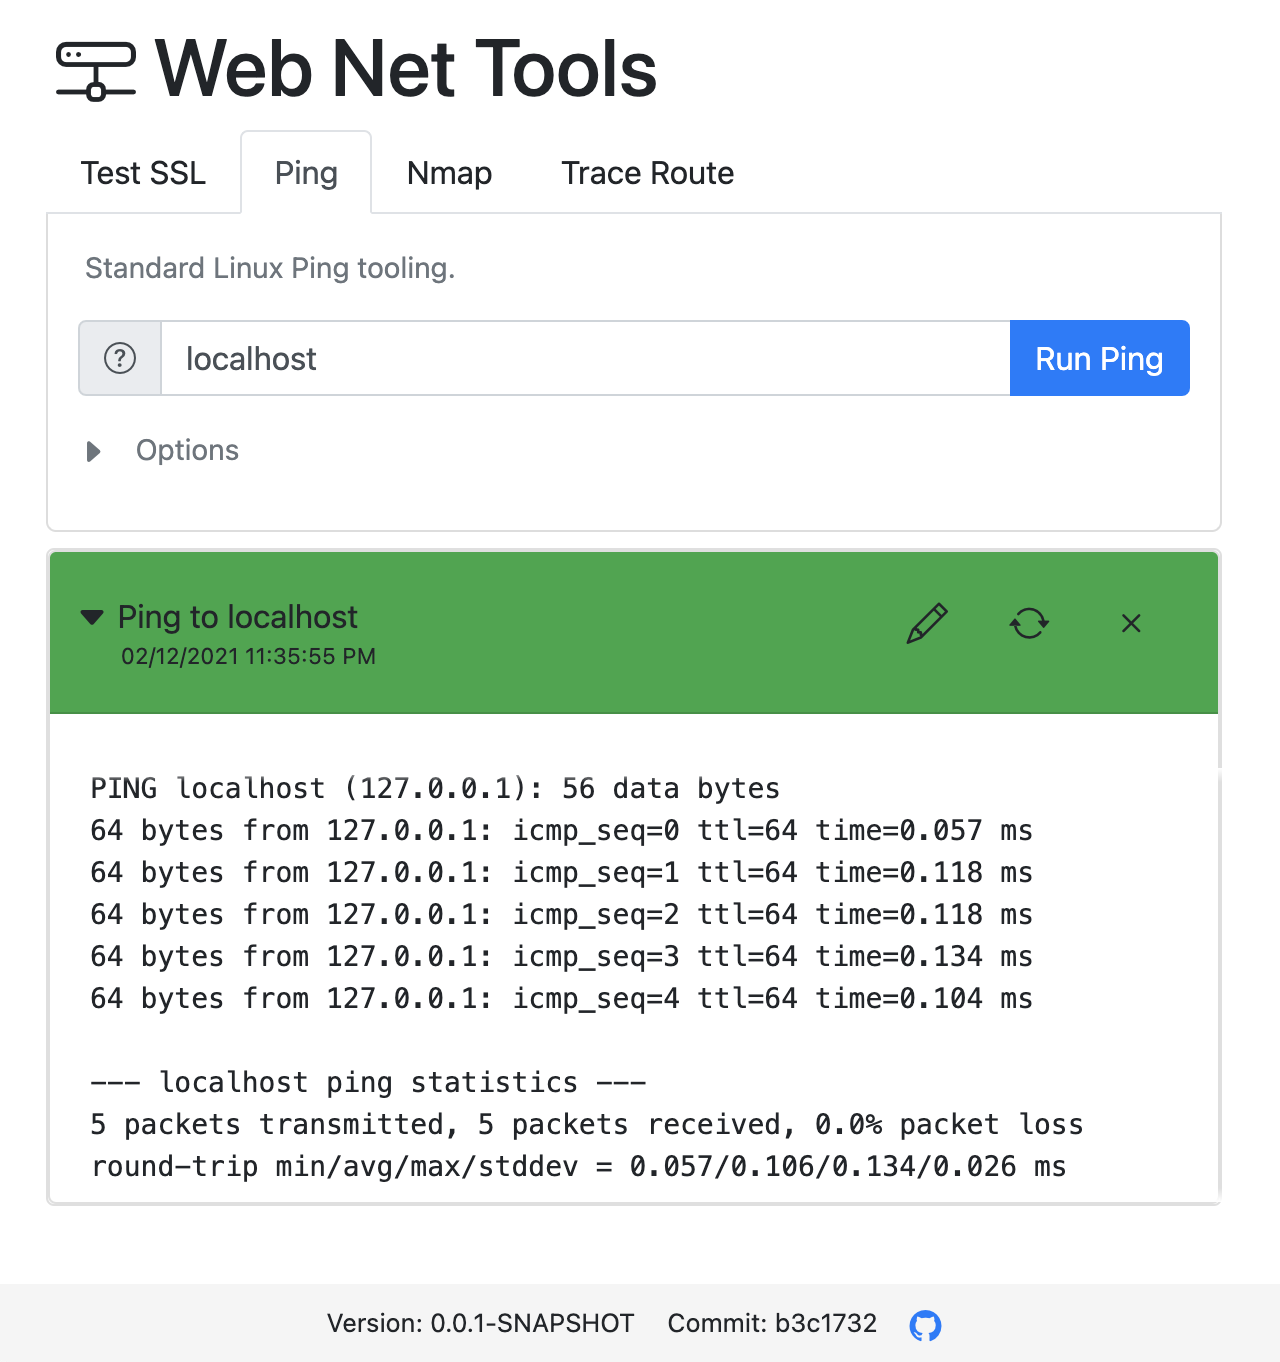 Web Net Tools
Test SSL Ping Nmap Trace Route
Standard Linux Ping tooling.
? localhost Run Ping
Options
Ping to localhost
02/12/2021 11:35:55 PM
PING localhost (127.0.0.1): 56 data bytes
64 bytes from 127.0.0.1: icmp_seq=0 ttl=64 time=0.057 ms
64 bytes from 127.0.0.1: icmp_seq=1 ttl=64 time=0.118 ms
64 bytes from 127.0.0.1: icmp_seq=2 ttl=64 time=0.118 ms
64 bytes from 127.0.0.1: icmp_seq=3 ttl=64 time=0.134 ms
64 bytes from 127.0.0.1: icmp_seq=4 ttl=64 time=0.104 ms
--- localhost ping statistics ---
5 packets transmitted, 5 packets received, 0.0% packet loss
round-trip min/avg/max/stddev = 0.057/0.106/0.134/0.026 ms
Version: 0.0.1-SNAPSHOT Commit: b3c1732